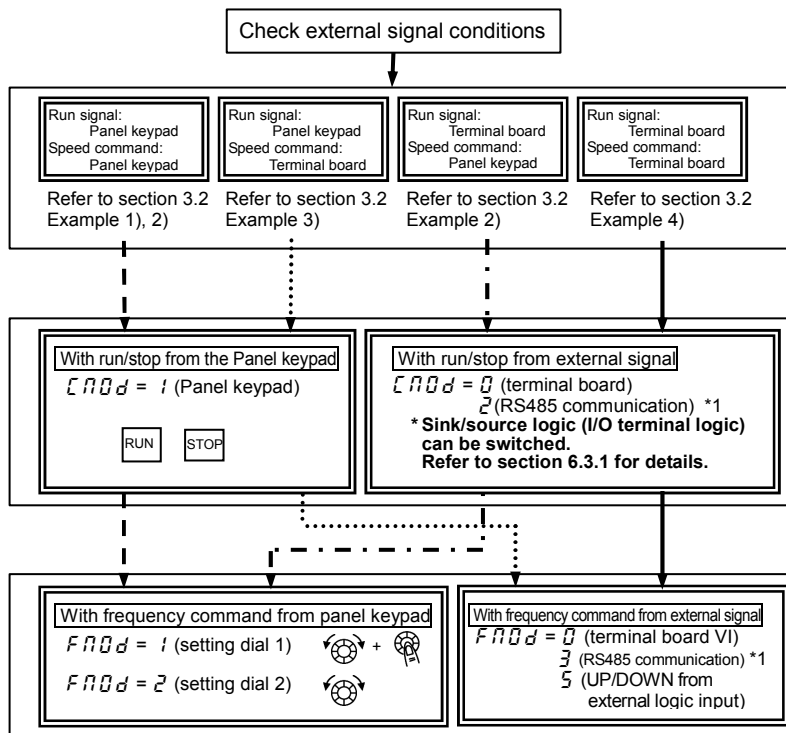 Check external signal conditions
Run signal:
Panel keypad
Speed command:
Panel keypad
Refer to section 3.2
Example 1), 2)
Run signal:
Panel keypad
Speed command:
Terminal board
Refer to section 3.2
Example 3)
Run signal:
Terminal board
Speed command:
Panel keypad
Refer to section 3.2
Example 2)
Run signal:
Terminal board
Speed command:
Terminal board
Refer to section 3.2
Example 4)
With run/stop from the Panel keypad
CMOd = 1 (Panel keypad)
RUN STOP
With run/stop from external signal
CMOd = 0 (terminal board)
2 (RS485 communication) *1
* Sink/source logic (I/O terminal logic)
can be switched.
Refer to section 6.3.1 for details.
With frequency command from panel keypad
FMOd = 1 (setting dial 1) +
FMOd = 2 (setting dial 2)
With frequency command from external signal
FMOd = 0 (terminal board VI)
3 (RS485 communication) *1
5 (UP/DOWN from
external logic input)